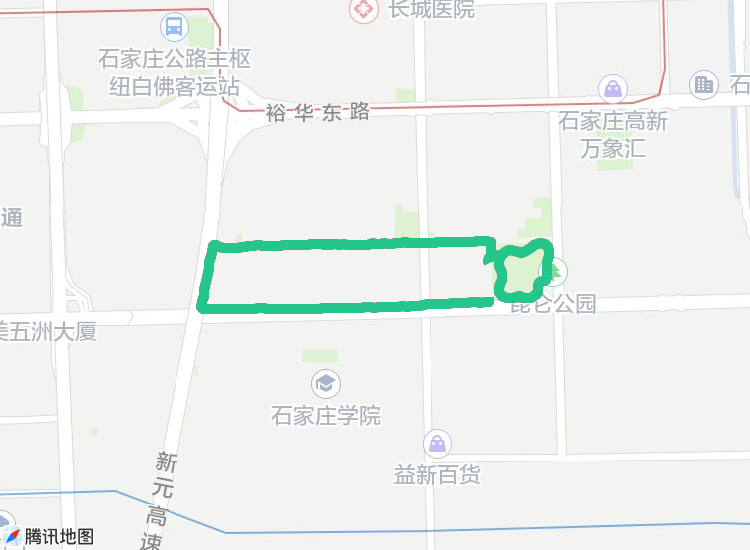 长城医院
石家庄公路主枢
纽白佛客运站
裕华东路
石
石家庄高新
万象汇
通
昆仑公园
美五洲大厦
石家庄学院
益新百货
新元高速
腾讯地图